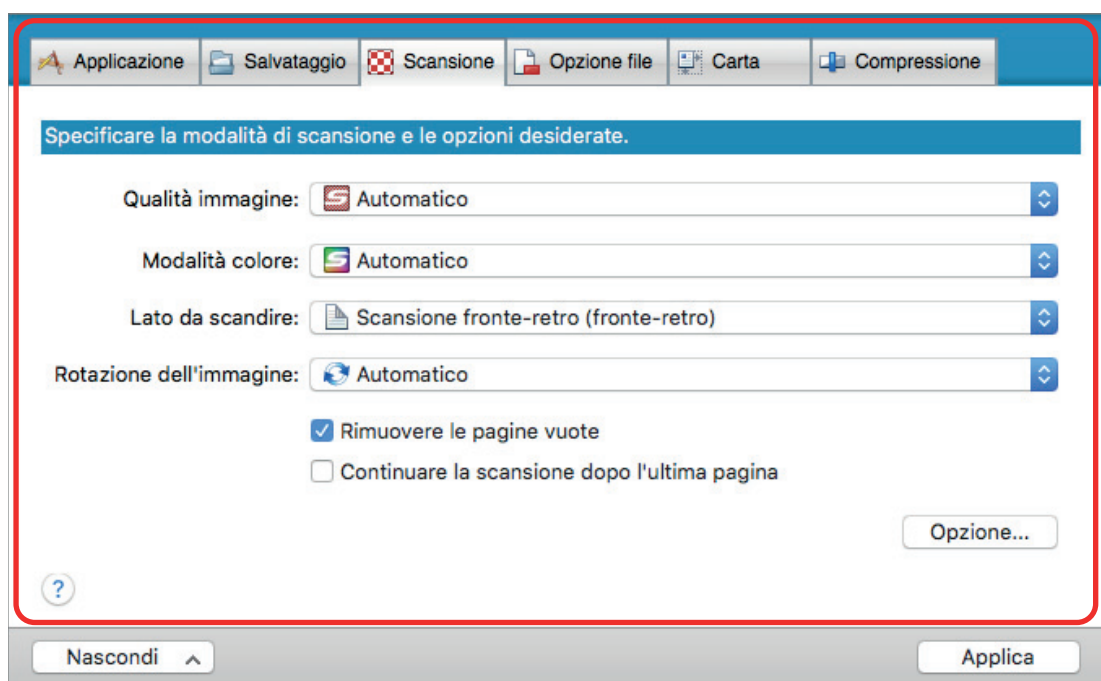 Applicazione Salvataggio Scansione Opzione file Carta Compressione
Specificare la modalità di scansione e le opzioni desiderate.
Qualità immagine: Automatico
Modalità colore: Automatico
Lato da scandire: Scansione fronte-retro (fronte-retro)
Rotazione dell'immagine: Automatico
Rimuovere le pagine vuote
Continuare la scansione dopo l'ultima pagina
Opzione...
?
Nascondi Applica